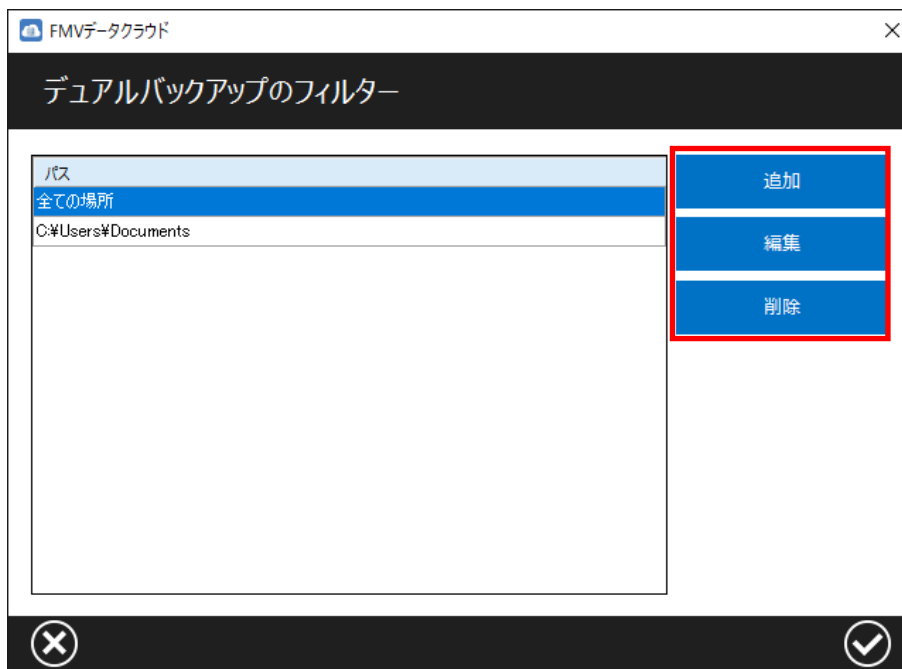 FMVデータクラウド
デュアルバックアップのフィルター
パス
全ての場所
C:¥Users¥Documents
追加
編集
削除